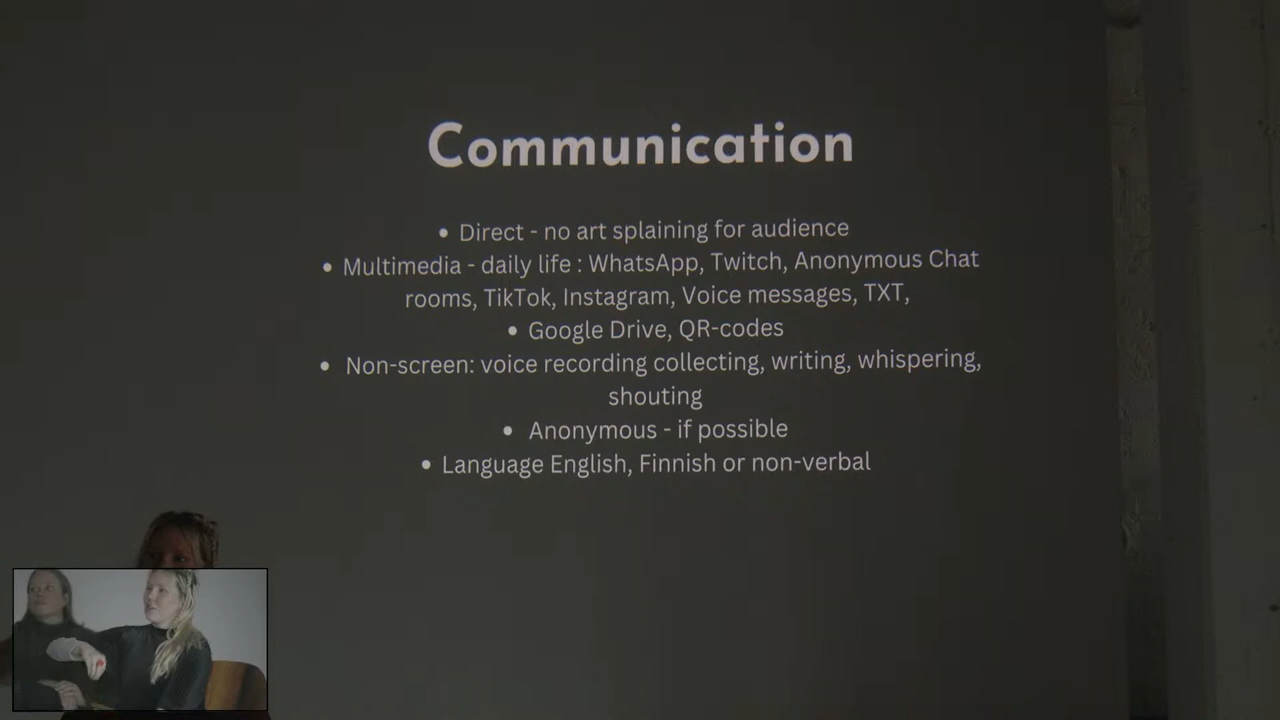 Communication
• Direct - no art splaining for audience
• Multimedia - daily life : WhatsApp, Twitch, Anonymous Chat
rooms, TikTok, Instagram, Voice messages, TXT,
• Google Drive, QR-codes
• Non-screen: voice recording collecting, writing, whispering,
shouting
• Anonymous - if possible
• Language English, Finnish or non-verbal